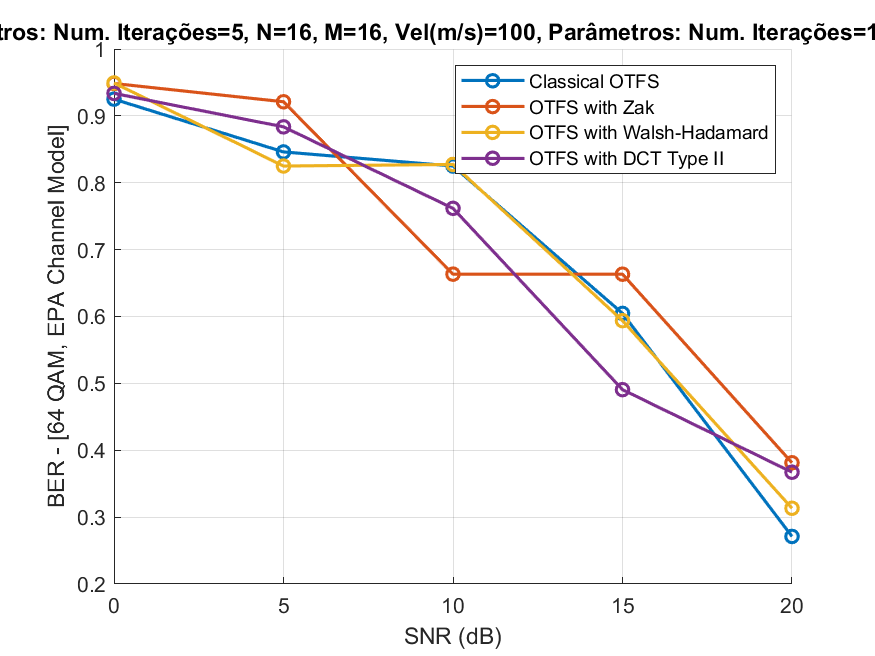 tros: Num. Iterações=5, N=16, M=16, Vel(m/s)=100, Parâmetros: Num. Iterações=1
1
0.9
0.8
0.7
0.6
0.5
0.4
0.3
0.2
BER - [64 QAM, EPA Channel Model]
Classical OTFS
OTFS with Zak
OTFS with Walsh-Hadamard
OTFS with DCT Type II
0 5 10 15 20
SNR (dB)